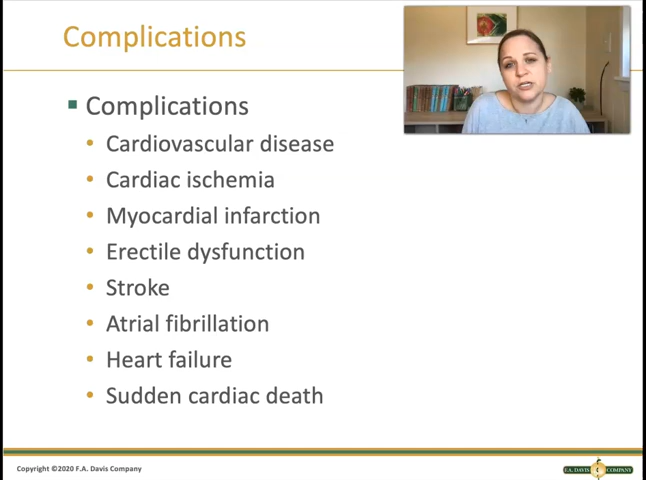 Complications
Complications
Cardiovascular disease
Cardiac ischemia
Myocardial infarction
Erectile dysfunction
Stroke
Atrial fibrillation
Heart failure
Sudden cardiac death
Copyright ©2020 F.A. Davis Company
F.A. DAVIS COMPANY